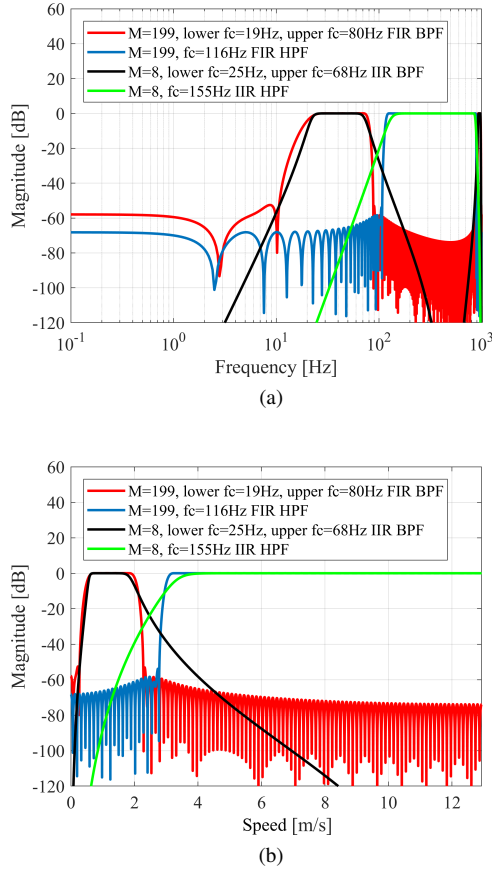 60
40
20
0
-20
-40
-60
-80
-100
-120
Magnitude [dB]
M=199, lower fc=19Hz, upper fc=80Hz FIR BPF
M=199, fc=116Hz FIR HPF
M=8, lower fc=25Hz, upper fc=68Hz IIR BPF
M=8, fc=155Hz IIR HPF
10^-1 10^0 10^1 10^2 10^3
Frequency [Hz]
(a)
60
40
20
0
-20
-40
-60
-80
-100
-120
Magnitude [dB]
M=199, lower fc=19Hz, upper fc=80Hz FIR BPF
M=199, fc=116Hz FIR HPF
M=8, lower fc=25Hz, upper fc=68Hz IIR BPF
M=8, fc=155Hz IIR HPF
0 2 4 6 8 10 12
Speed [m/s]
(b)